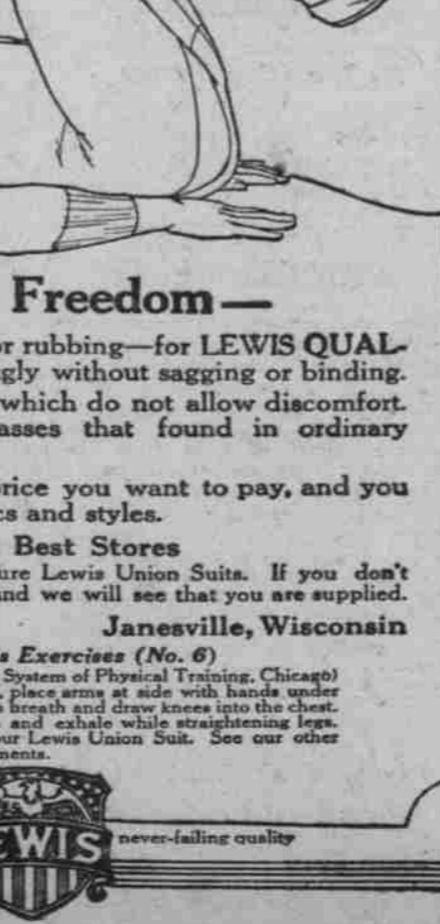 Freedom—
or rubbing—for LEWIS QUAL-
gly without sagging or binding.
which do not allow discomfort.
asses that found in ordinary
rice you want to pay, and you
cs and styles.
Best Stores
ure Lewis Union Suits. If you don't
nd we will see that you are supplied.
Janesville, Wisconsin
s Exercises (No. 6)
System of Physical Training, Chicago)
, place arms at side with hands under
s breath and draw knees into the chest.
and exhale while straightening legs.
ur Lewis Union Suit. See our other
ments.
EWIS
never-failing quality